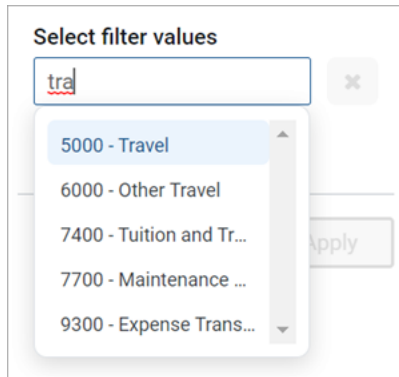 Select filter values
tra
5000 - Travel
6000 - Other Travel
7400 - Tuition and Tr...
Apply
7700 - Maintenance ...
9300 - Expense Trans...